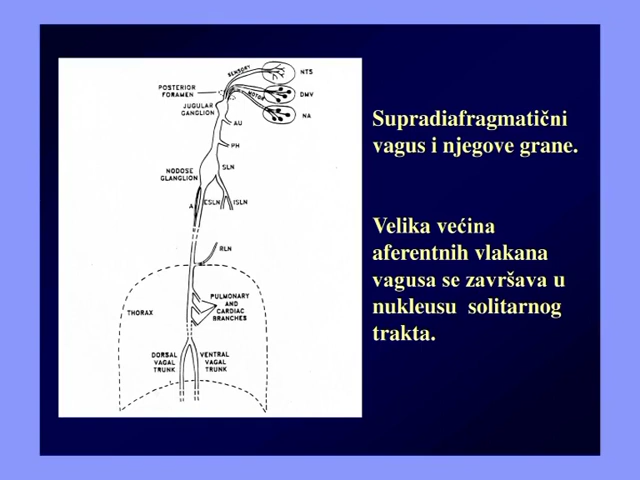 SENSORY
NTS
POSTERIOR
FORAMEN
MOTOR
DMV
JUGULAR
GANGLION
NA
AU
PH
SLN
NODOSE
GLANGLION
A
ESLN
ISLN
RLN
THORAX
PULMONARY
AND
CARDIAC
BRANCHES
DORSAL
VAGAL
TRUNK
VENTRAL
VAGAL
TRUNK
Supradiafragmatični
vagus i njegove grane.
Velika većina
aferentnih vlakana
vagusa se završava u
nukleusu solitarnog
trakta.